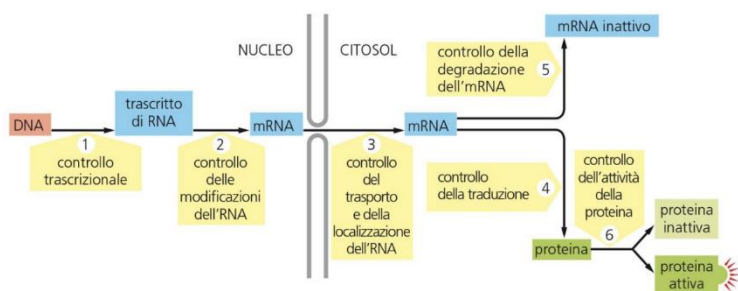 NUCLEO
CITOSOL
DNA
trascritto
di RNA
mRNA
mRNA
mRNA inattivo
1
controllo
trascrizionale
2
controllo
delle
modificazioni
dell'RNA
3
controllo
del
trasporto
e della
localizzazione
dell'RNA
controllo della
degradazione
dell'mRNA
5
controllo
della traduzione
4
controllo
dell'attività
della
proteina
6
proteina
proteina
inattiva
proteina
attiva